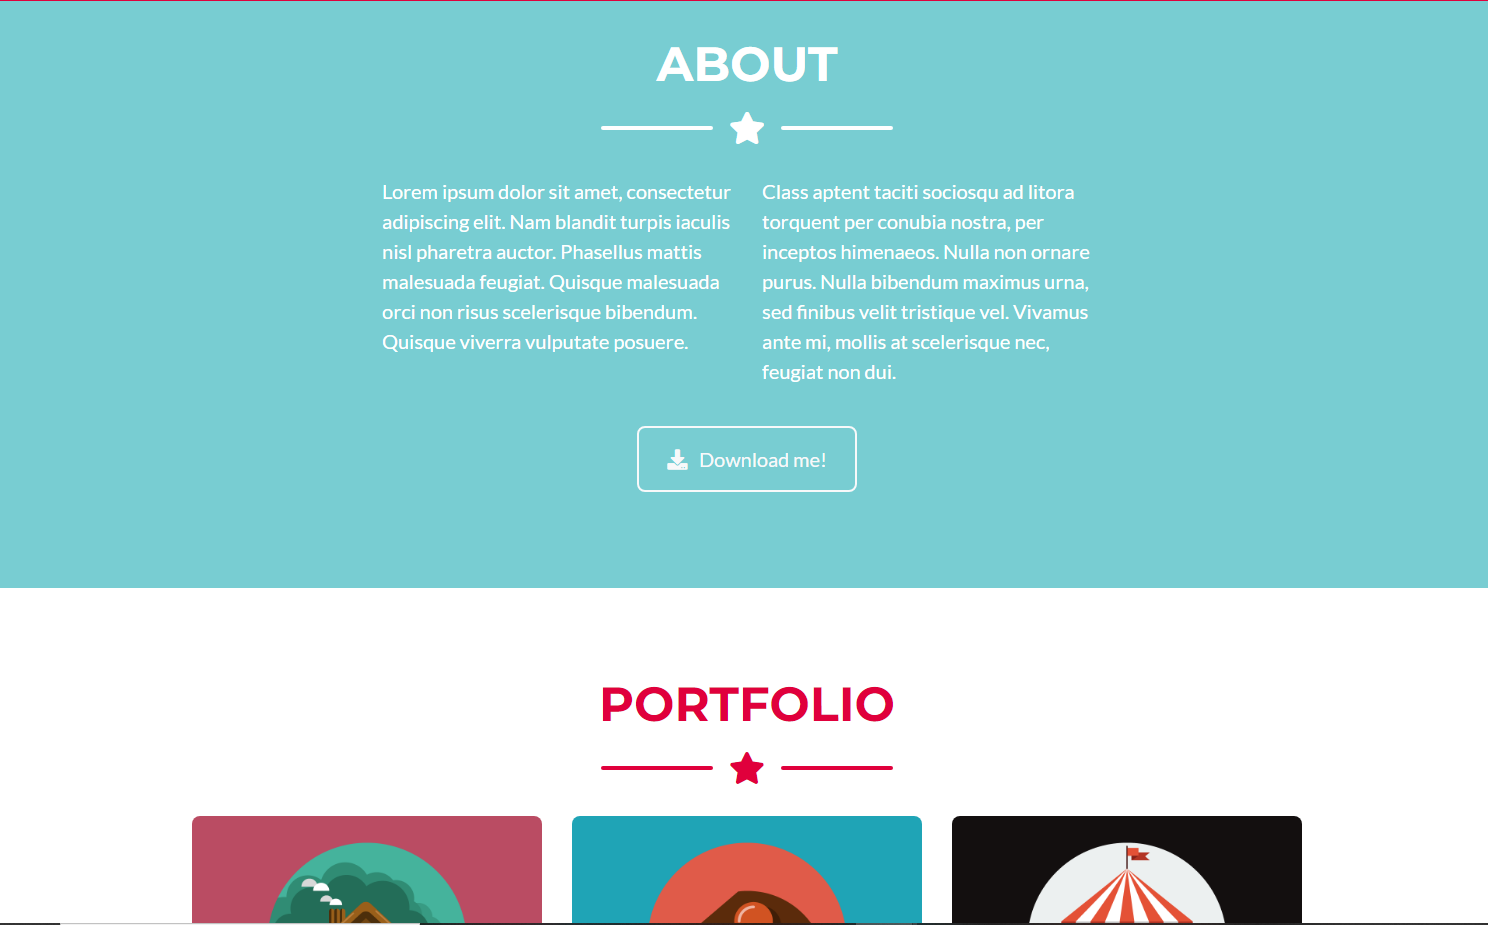 ABOUT
Lorem ipsum dolor sit amet, consectetur
adipiscing elit. Nam blandit turpis iaculis
nisl pharetra auctor. Phasellus mattis
malesuada feugiat. Quisque malesuada
orci non risus scelerisque bibendum.
Quisque viverra vulputate posuere.
Class aptent taciti sociosqu ad litora
torquent per conubia nostra, per
inceptos himenaeos. Nulla non ornare
purus. Nulla bibendum maximus urna,
sed finibus velit tristique vel. Vivamus
ante mi, mollis at scelerisque nec,
feugiat non dui.
Download me!
PORTFOLIO